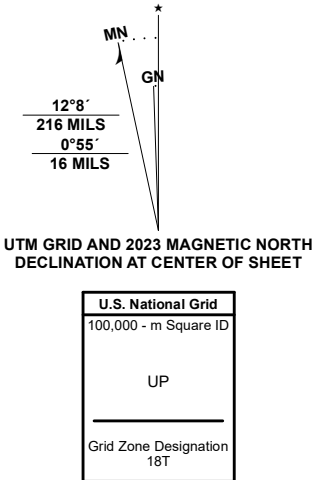 ★
MN
GN
12°8´
216 MILS
0°55´
16 MILS
UTM GRID AND 2023 MAGNETIC NORTH
DECLINATION AT CENTER OF SHEET
U.S. National Grid
100,000 - m Square ID
UP
Grid Zone Designation
18T